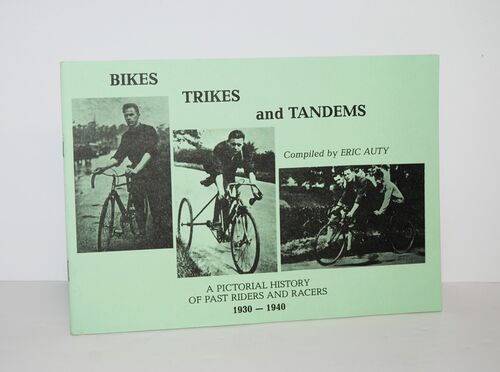 BIKES
TRIKES
and TANDEMS
Compiled by ERIC AUTY
A PICTORIAL HISTORY
OF PAST RIDERS AND RACERS
1930 — 1940